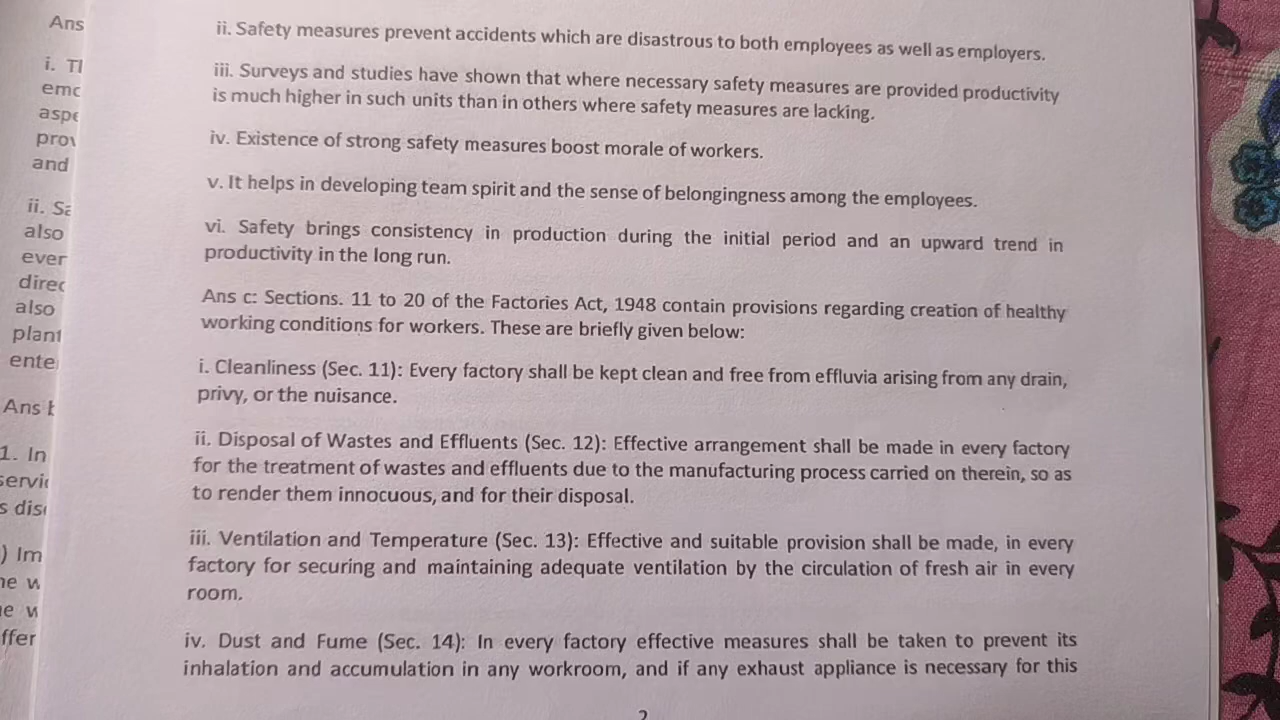 Ans
i.
and
ii.
also
ever
also
Ans
1. In
ii. Safety measures prevent accidents which are disastrous to both employees as well as employers.
iii. Surveys and studies have shown that where necessary safety measures are provided productivity
is much higher in such units than in others where safety measures are lacking.
iv. Existence of strong safety measures boost morale of workers.
v. It helps in developing team spirit and the sense of belongingness among the employees.
vi. Safety brings consistency in production during the initial period and an upward trend in
productivity in the long run.
Ans c: Sections. 11 to 20 of the Factories Act, 1948 contain provisions regarding creation of healthy
working conditions for workers. These are briefly given below:
i. Cleanliness (Sec. 11): Every factory shall be kept clean and free from effluvia arising from any drain,
privy, or the nuisance.
ii. Disposal of Wastes and Effluents (Sec. 12): Effective arrangement shall be made in every factory
for the treatment of wastes and effluents due to the manufacturing process carried on therein, so as
to render them innocuous, and for their disposal.
iii. Ventilation and Temperature (Sec. 13): Effective and suitable provision shall be made, in every
factory for securing and maintaining adequate ventilation by the circulation of fresh air in every
room.
iv. Dust and Fume (Sec. 14): In every factory effective measures shall be taken to prevent its
inhalation and accumulation in any workroom, and if any exhaust appliance is necessary for this